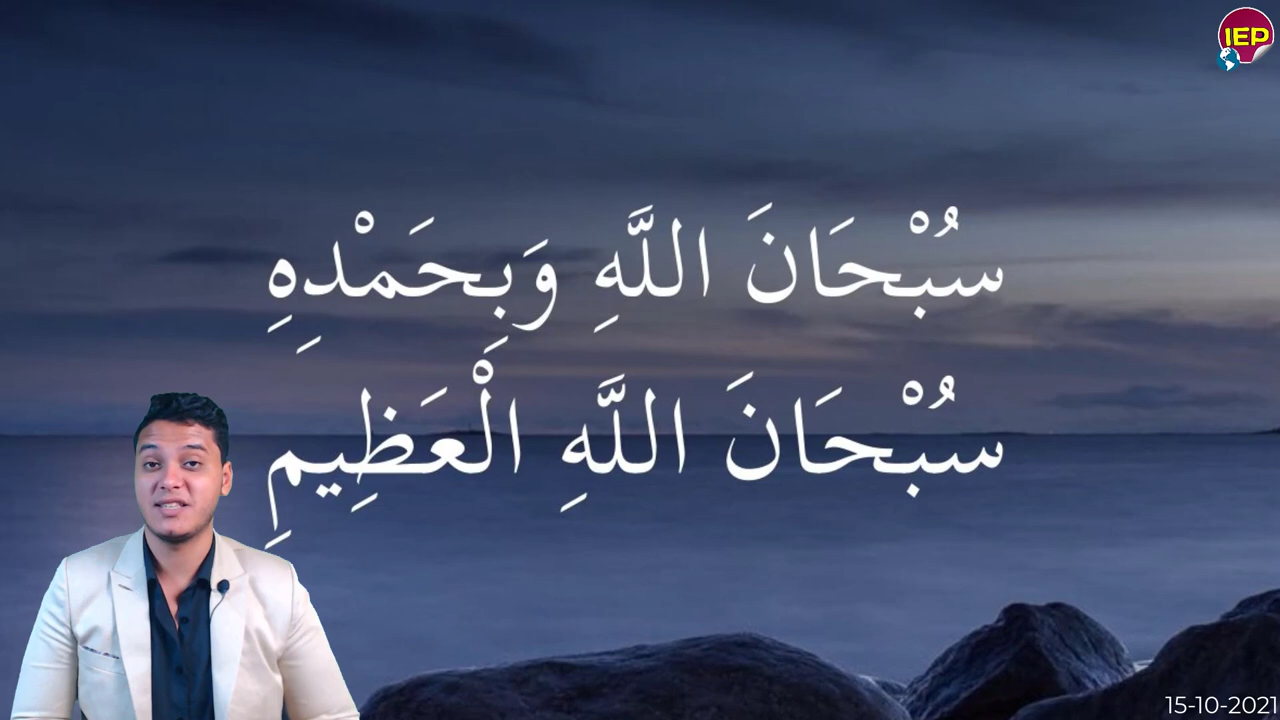 IEP
سُبْحَانَ اللَّهِ وَبِحَمْدِهِ
سُبْحَانَ اللَّهِ الْعَظِيمِ
15-10-2021